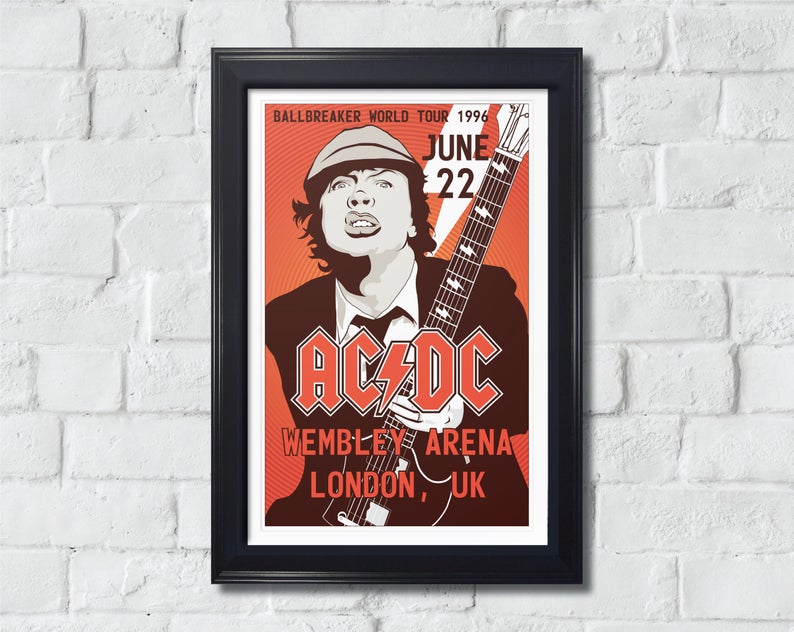 BALLBREAKER WORLD TOUR 1996
JUNE
22
AC⚡DC
WEMBLEY ARENA
LONDON, UK